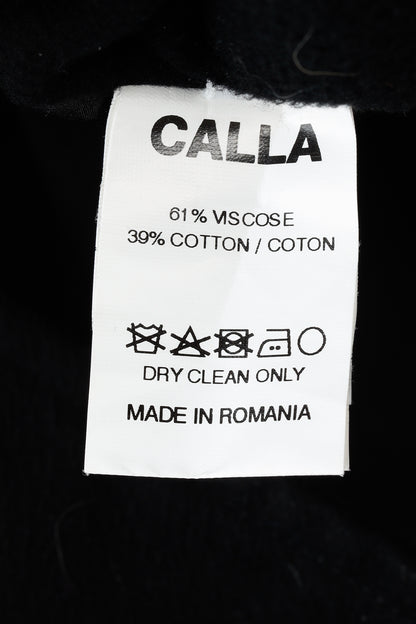 CALLA
61% VISCOSE
39% COTTON / COTON
DRY CLEAN ONLY
MADE IN ROMANIA